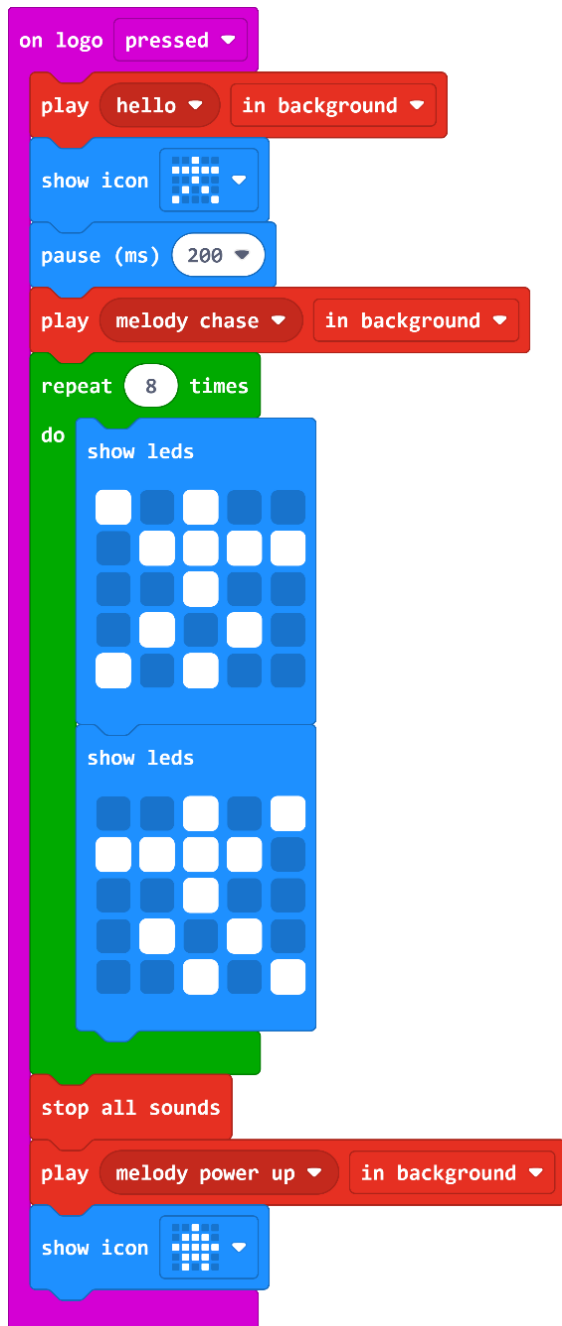 on logo pressed
play hello in background
show icon
pause (ms) 200
play melody chase in background
repeat 8 times
do
show leds
show leds
stop all sounds
play melody power up in background
show icon